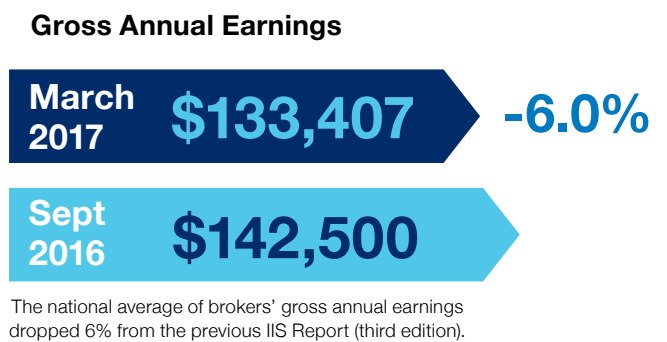 Gross Annual Earnings
March
2017
$133,407
-6.0%
Sept
2016
$142,500
The national average of brokers’ gross annual earnings
dropped 6% from the previous IIS Report (third edition).